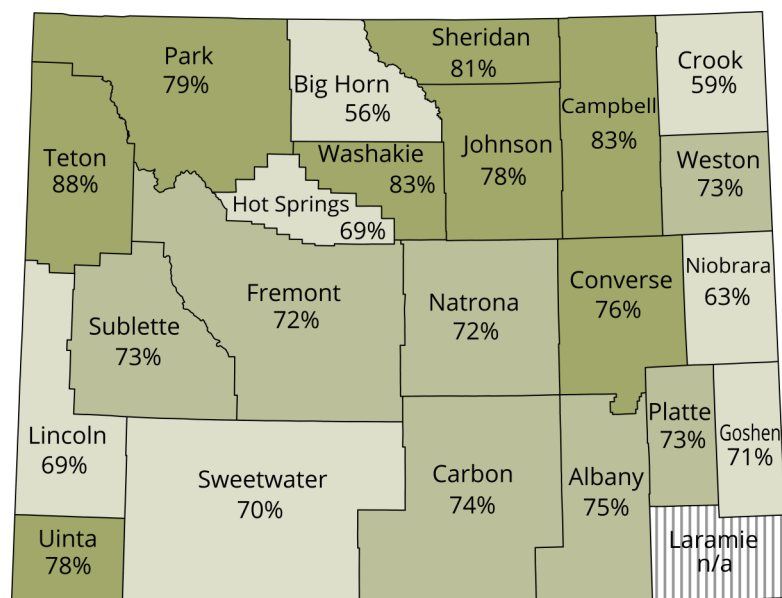 Park
79%
Sheridan
81%
Big Horn
56%
Campbell
83%
Crook
59%
Teton
88%
Washakie
83%
Johnson
78%
Weston
73%
Hot Springs
69%
Fremont
72%
Natrona
72%
Converse
76%
Niobrara
63%
Sublette
73%
Lincoln
69%
Sweetwater
70%
Carbon
74%
Albany
75%
Platte
73%
Goshen
71%
Uinta
78%
Laramie
n/a